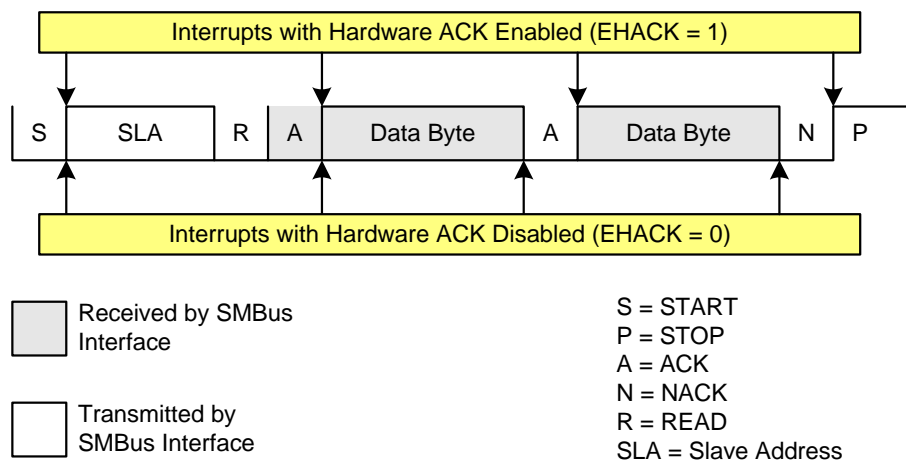 Interrupts with Hardware ACK Enabled (EHACK = 1)
S SLA R A Data Byte A Data Byte N P
Interrupts with Hardware ACK Disabled (EHACK = 0)
Received by SMBus
Interface
Transmitted by
SMBus Interface
S = START
P = STOP
A = ACK
N = NACK
R = READ
SLA = Slave Address